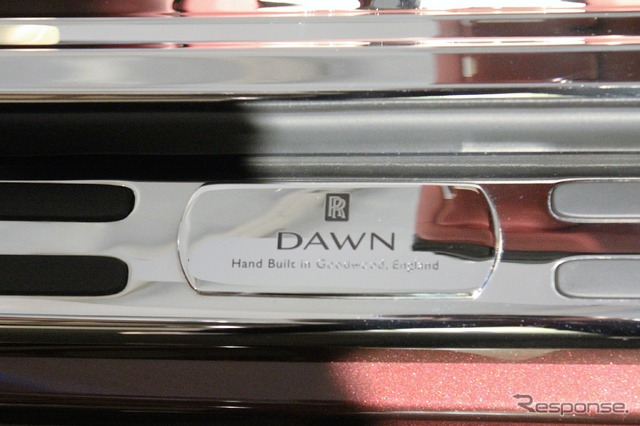 RR
DAWN
Hand Built in Goodwood, England
Response.